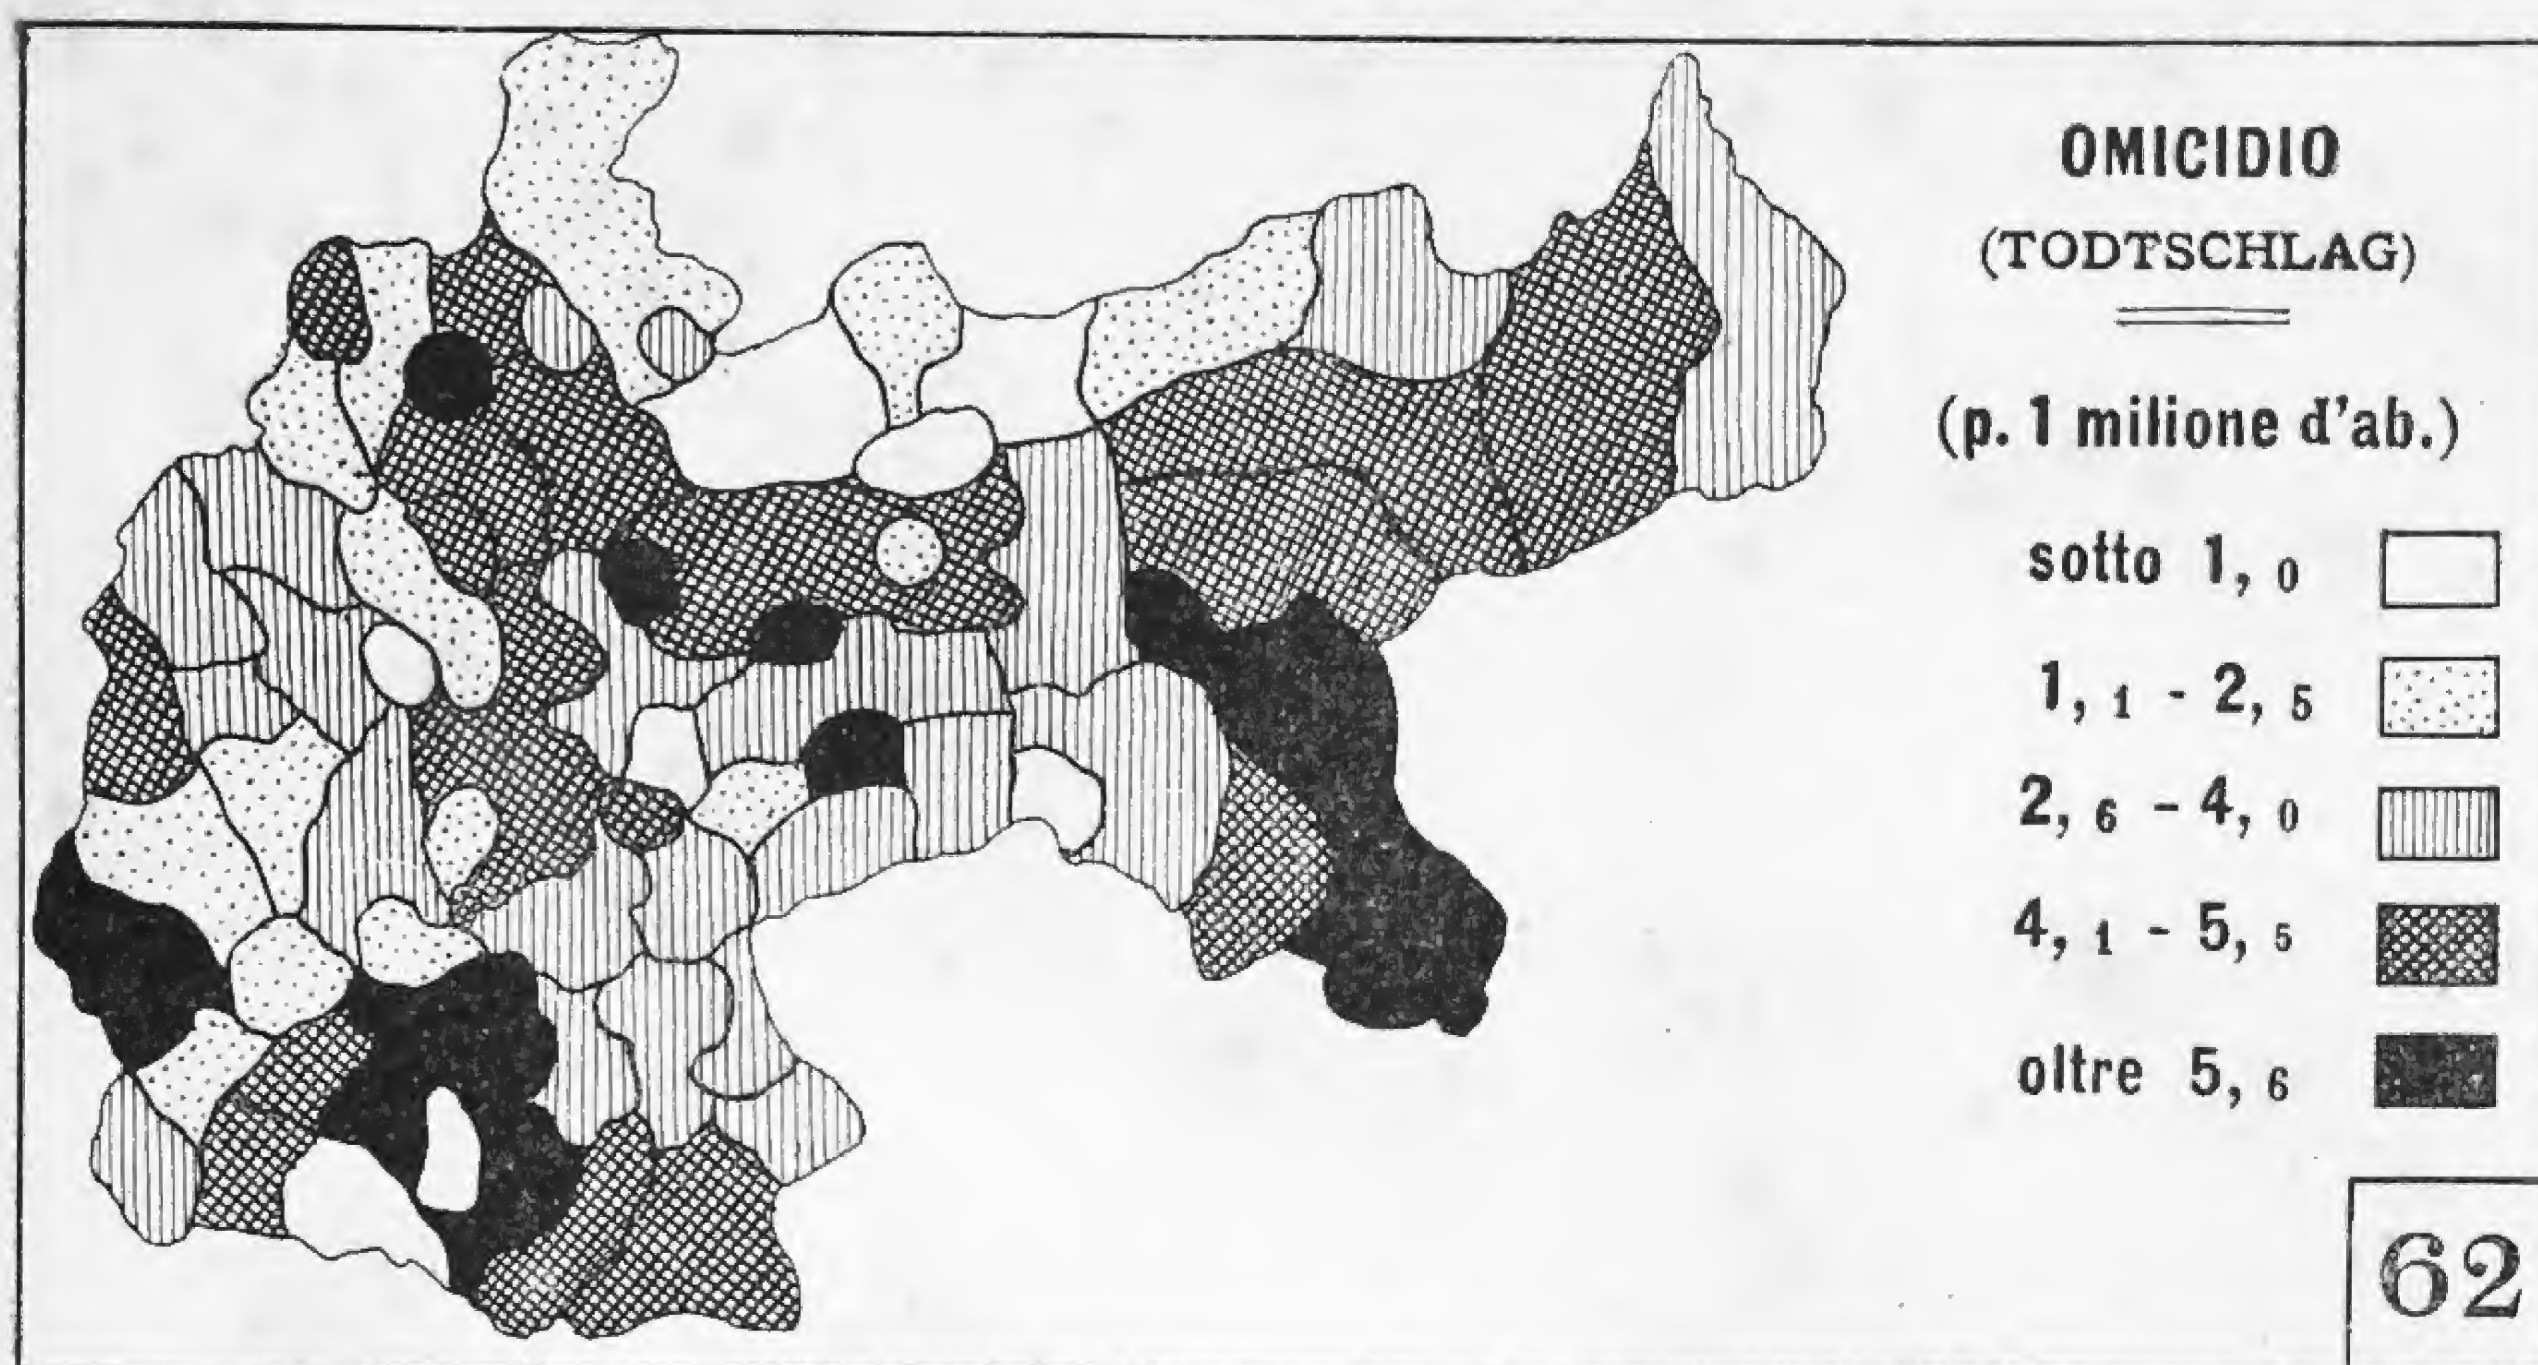 OMICIDIO
(TODTSCHLAG)
(p. 1 milione d'ab.)
sotto 1, 0
1, 1 - 2, 5
2, 6 - 4, 0
4, 1 - 5, 5
oltre 5, 6
62